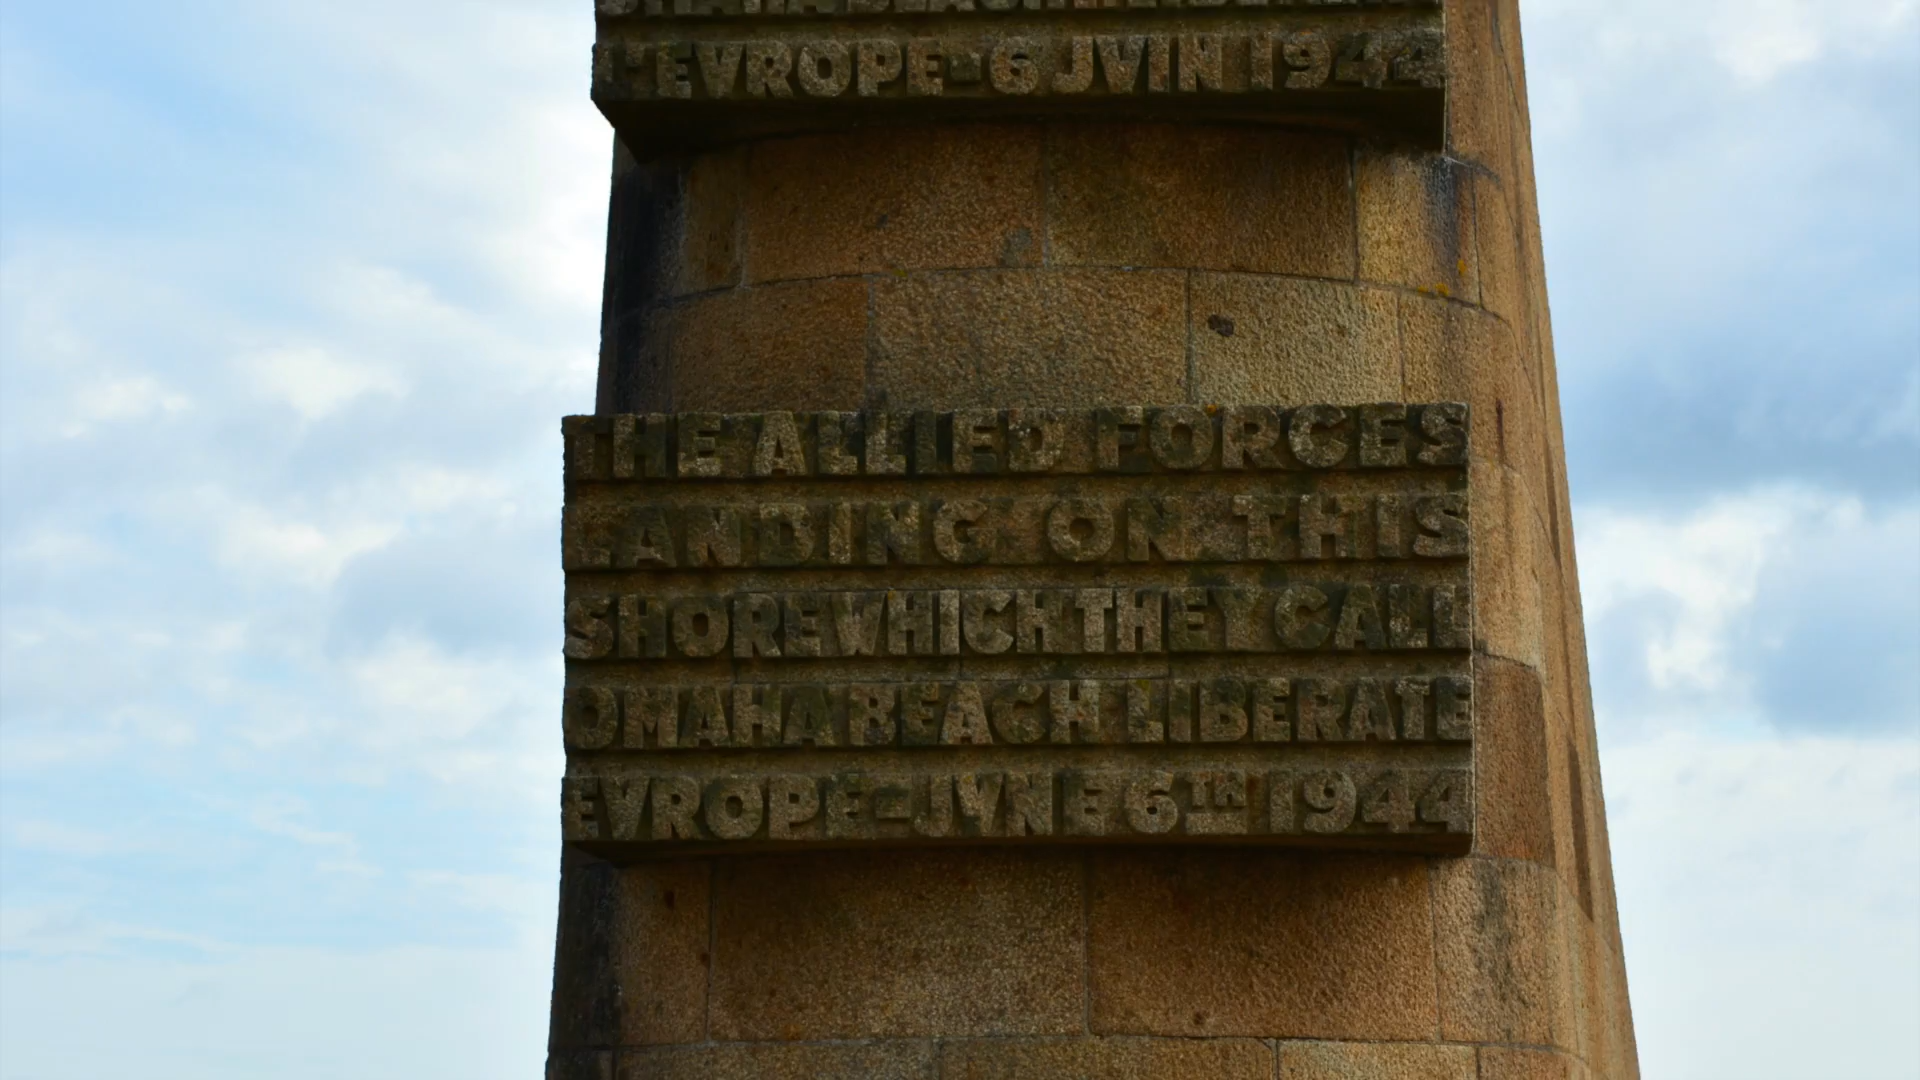 L'EVROPE-6 JVIN 1944
THE ALLIED FORCES
LANDING ON THIS
SHORE WHICH THEY CALL
OMAHA BEACH LIBERATE
EVROPE-JVNE 6TH 1944